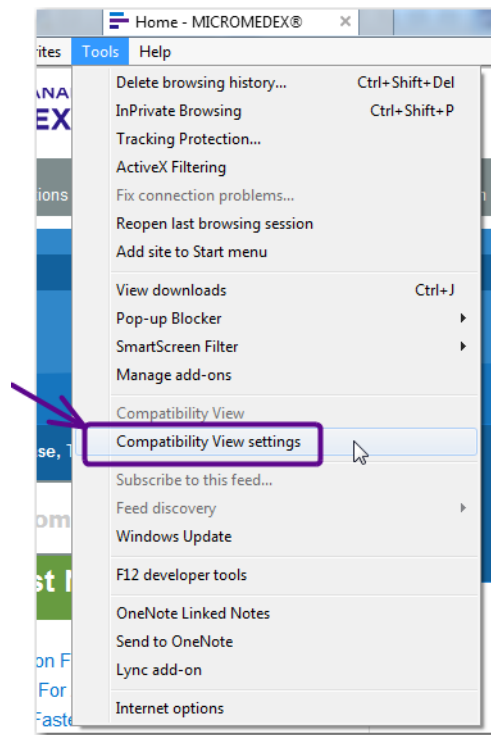 Home - MICROMEDEX®
Tools Help
Delete browsing history... Ctrl+Shift+Del
InPrivate Browsing Ctrl+Shift+P
Tracking Protection...
ActiveX Filtering
Fix connection problems...
Reopen last browsing session
Add site to Start menu
View downloads Ctrl+J
Pop-up Blocker
SmartScreen Filter
Manage add-ons
Compatibility View
Compatibility View settings
Subscribe to this feed...
Feed discovery
Windows Update
F12 developer tools
OneNote Linked Notes
Send to OneNote
Lync add-on
For
Internet options